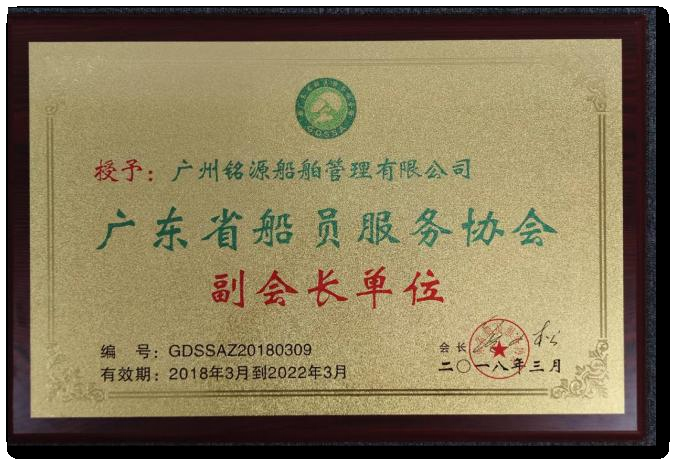 GDSSA
授予：广州铭源船舶管理有限公司
广东省船员服务协会
副会长单位
编 号：GDSSAZ20180309
有效期：2018年3月到2022年3月
会长
二〇一八年三月